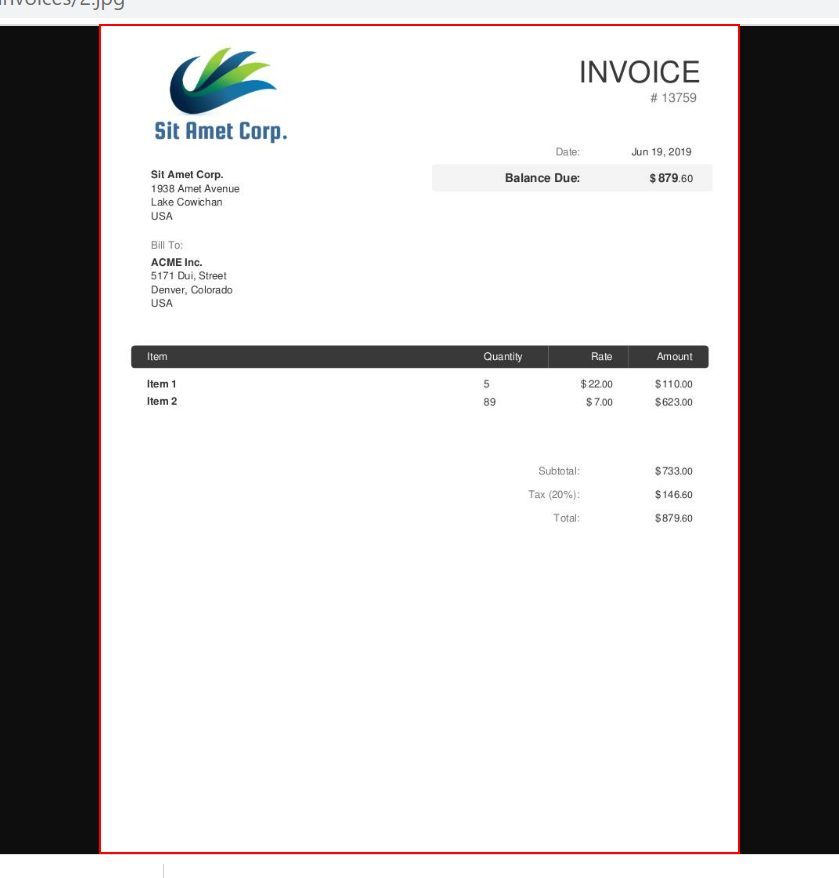 invoices/2.jpg
Sit Amet Corp.
INVOICE
# 13759
Date: Jun 19, 2019
Balance Due: $ 879.60
Sit Amet Corp.
1938 Amet Avenue
Lake Cowichan
USA
Bill To:
ACME Inc.
5171 Dui, Street
Denver, Colorado
USA
Item Quantity Rate Amount
Item 1 5 $ 22.00 $ 110.00
Item 2 89 $ 7.00 $ 623.00
Subtotal: $ 733.00
Tax (20%): $ 146.60
Total: $ 879.60